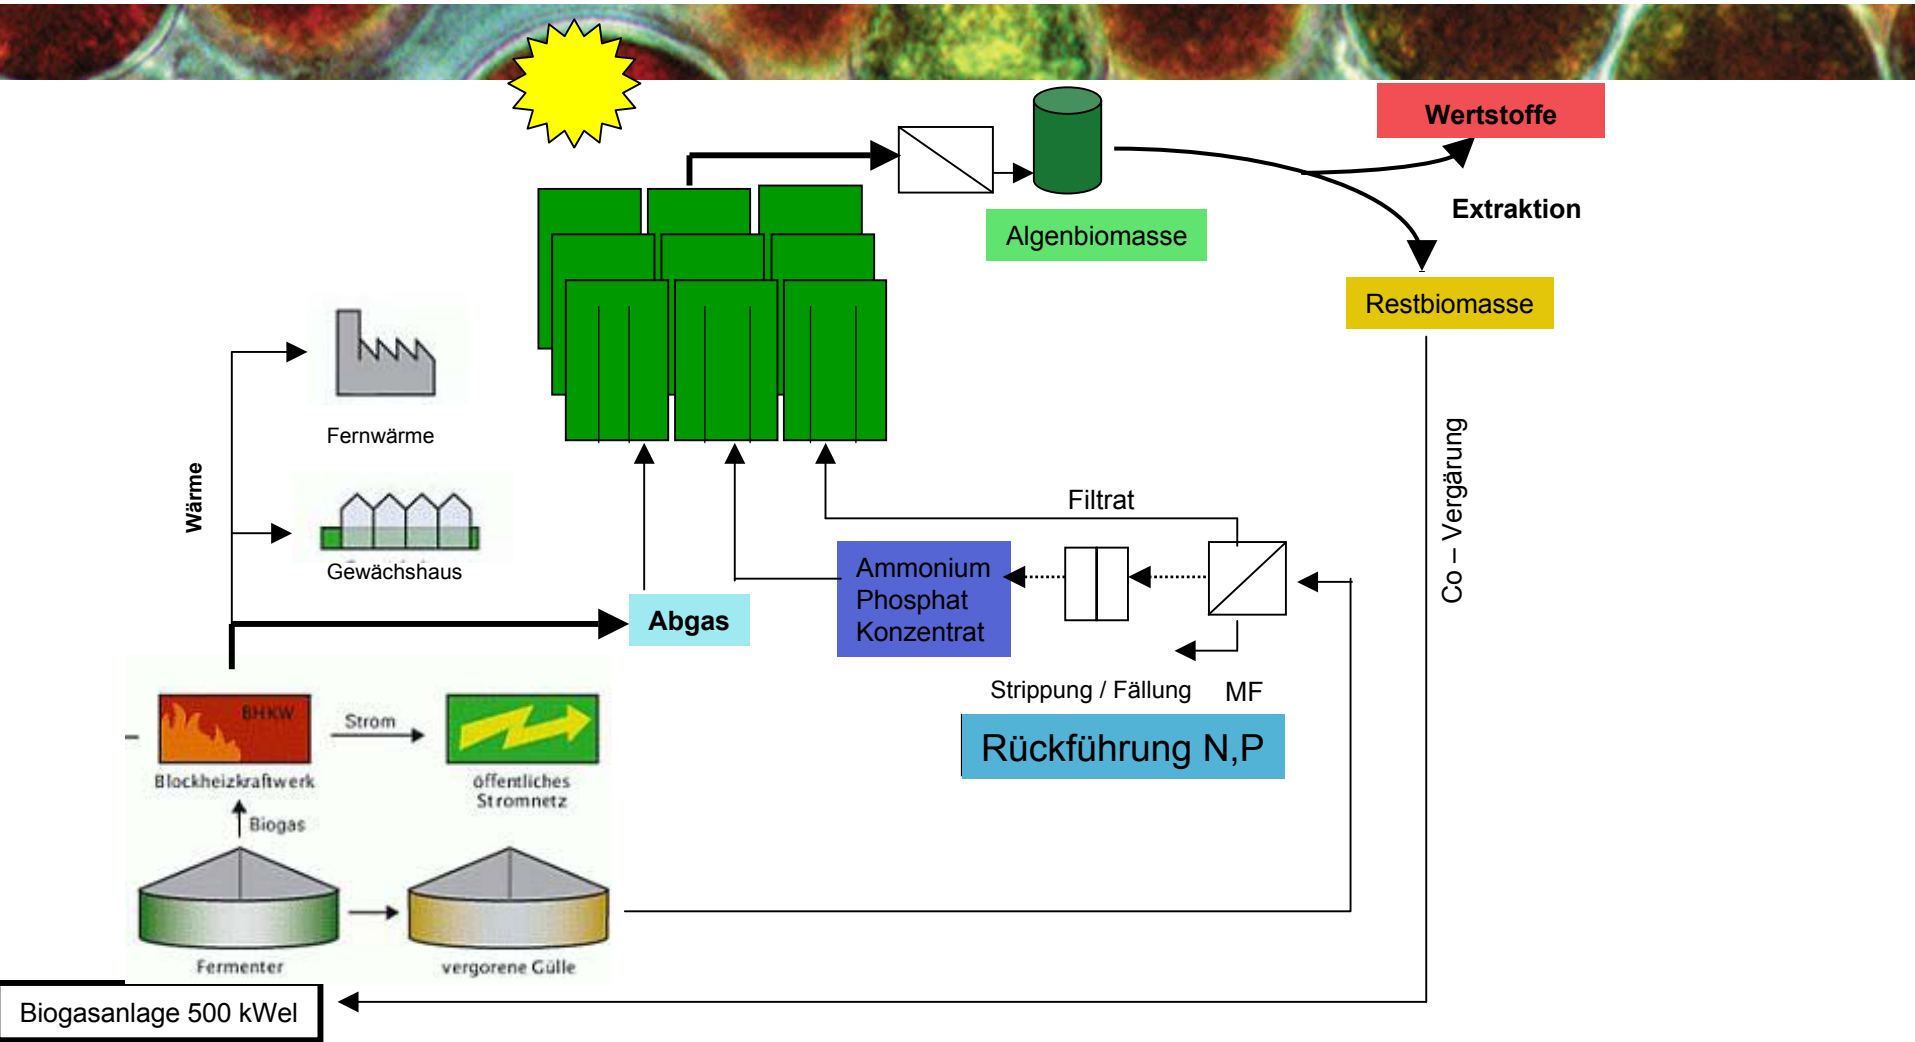 Wertstoffe
Extraktion
Algenbiomasse
Restbiomasse
Fernwärme
Wärme
Gewächshaus
Co – Vergärung
Filtrat
Ammonium
Phosphat
Konzentrat
Abgas
Strippung / Fällung
MF
Rückführung N,P
BHKW
Strom
Blockheizkraftwerk
öffentliches
Stromnetz
Biogas
Fermenter
vergorene Gülle
Biogasanlage 500 kWel